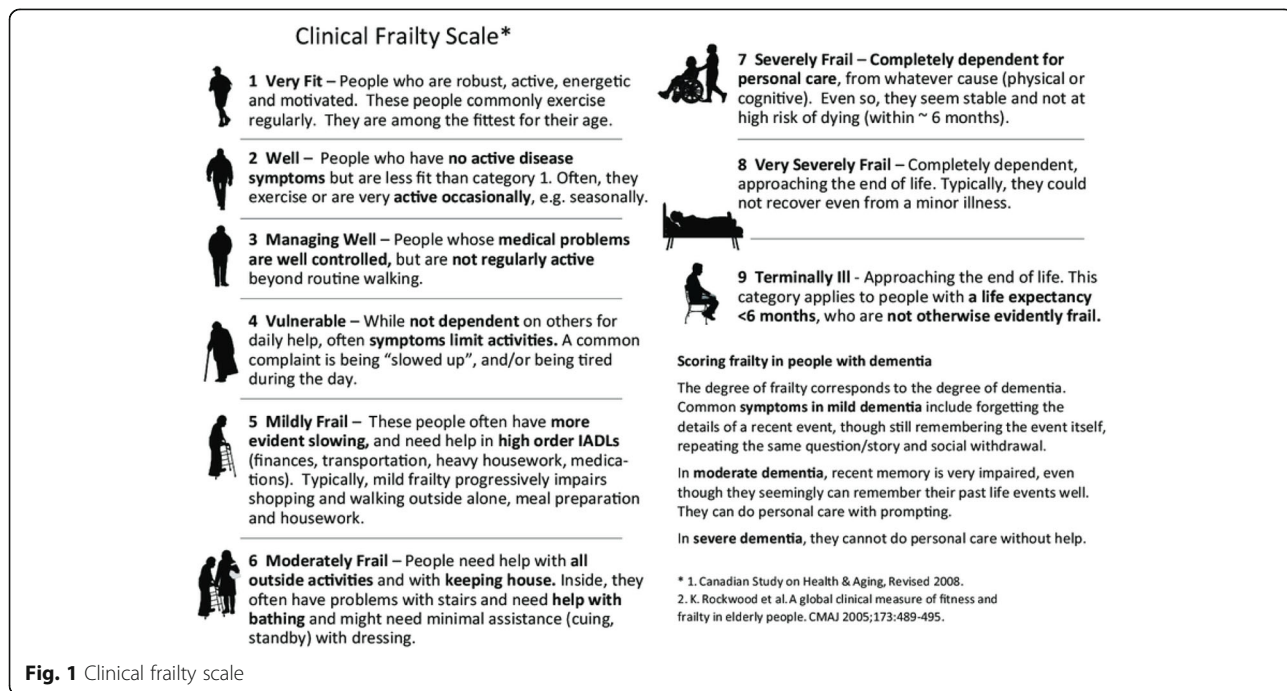 Clinical Frailty Scale*
1 Very Fit – People who are robust, active, energetic
and motivated. These people commonly exercise
regularly. They are among the fittest for their age.
2 Well – People who have no active disease
symptoms but are less fit than category 1. Often, they
exercise or are very active occasionally, e.g. seasonally.
3 Managing Well – People whose medical problems
are well controlled, but are not regularly active
beyond routine walking.
4 Vulnerable – While not dependent on others for
daily help, often symptoms limit activities. A common
complaint is being “slowed up”, and/or being tired
during the day.
5 Mildly Frail – These people often have more
evident slowing, and need help in high order IADLs
(finances, transportation, heavy housework, medica-
tions). Typically, mild frailty progressively impairs
shopping and walking outside alone, meal preparation
and housework.
6 Moderately Frail – People need help with all
outside activities and with keeping house. Inside, they
often have problems with stairs and need help with
bathing and might need minimal assistance (cuing,
standby) with dressing.
7 Severely Frail – Completely dependent for
personal care, from whatever cause (physical or
cognitive). Even so, they seem stable and not at
high risk of dying (within ~ 6 months).
8 Very Severely Frail – Completely dependent,
approaching the end of life. Typically, they could
not recover even from a minor illness.
9 Terminally Ill - Approaching the end of life. This
category applies to people with a life expectancy
<6 months, who are not otherwise evidently frail.
Scoring frailty in people with dementia
The degree of frailty corresponds to the degree of dementia.
Common symptoms in mild dementia include forgetting the
details of a recent event, though still remembering the event itself,
repeating the same question/story and social withdrawal.
In moderate dementia, recent memory is very impaired, even
though they seemingly can remember their past life events well.
They can do personal care with prompting.
In severe dementia, they cannot do personal care without help.
* 1. Canadian Study on Health & Aging, Revised 2008.
2. K. Rockwood et al. A global clinical measure of fitness and
frailty in elderly people. CMAJ 2005;173:489-495.
Fig. 1 Clinical frailty scale